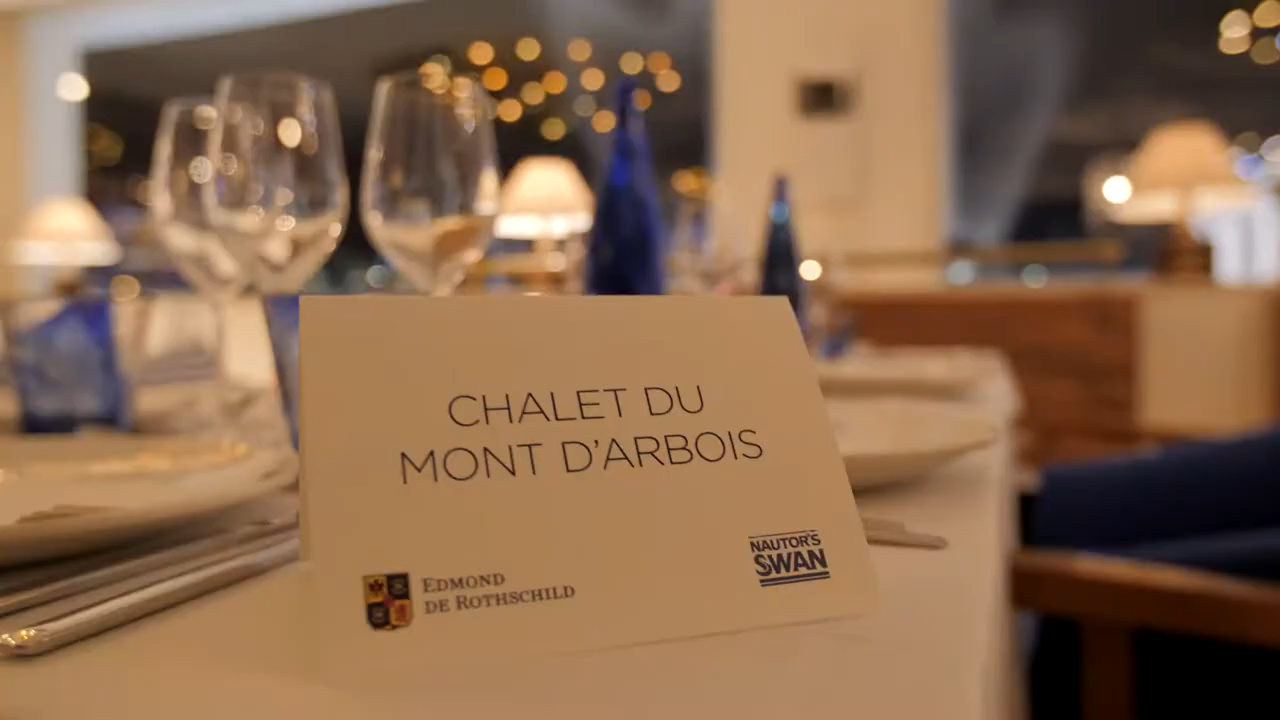 CHALET DU
MONT D'ARBOIS
EDMOND
DE ROTHSCHILD
NAUTOR'S
SWAN